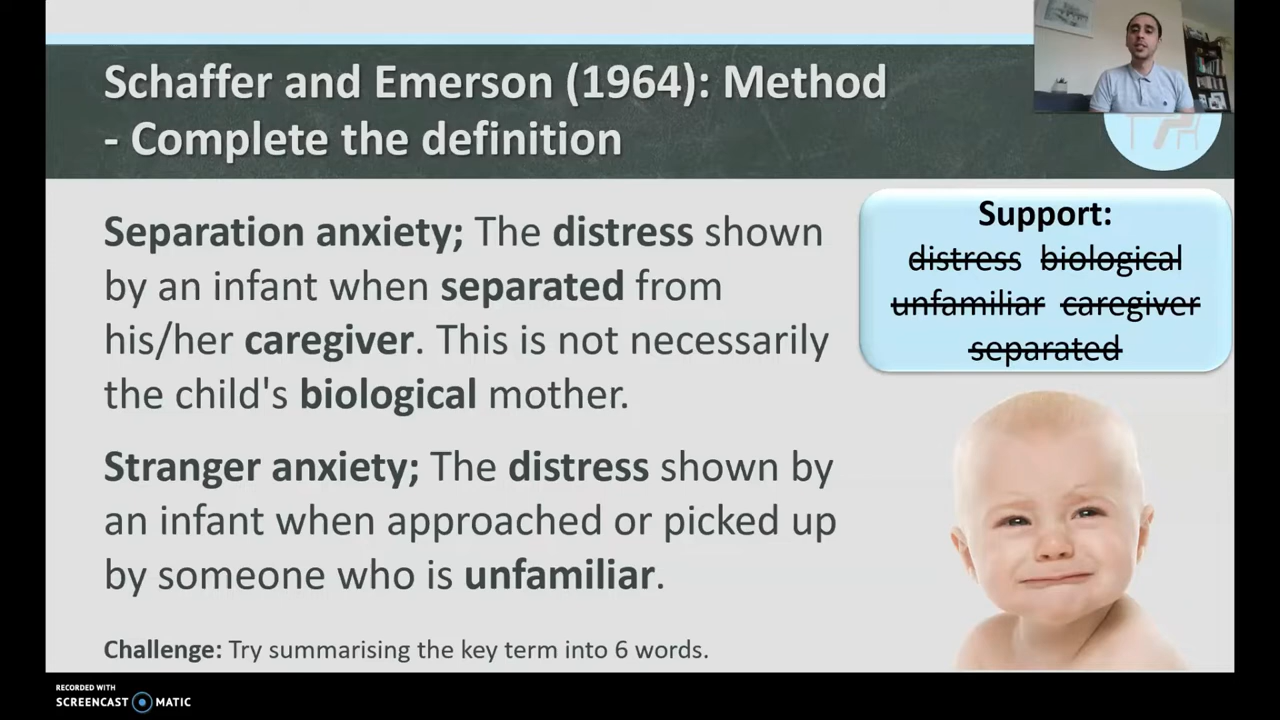 Schaffer and Emerson (1964): Method
- Complete the definition
Separation anxiety; The distress shown
by an infant when separated from
his/her caregiver. This is not necessarily
the child's biological mother.
Stranger anxiety; The distress shown by
an infant when approached or picked up
by someone who is unfamiliar.
Challenge: Try summarising the key term into 6 words.
Support:
distress biological
unfamiliar caregiver
separated
RECORDED WITH
SCREENCAST MATIC